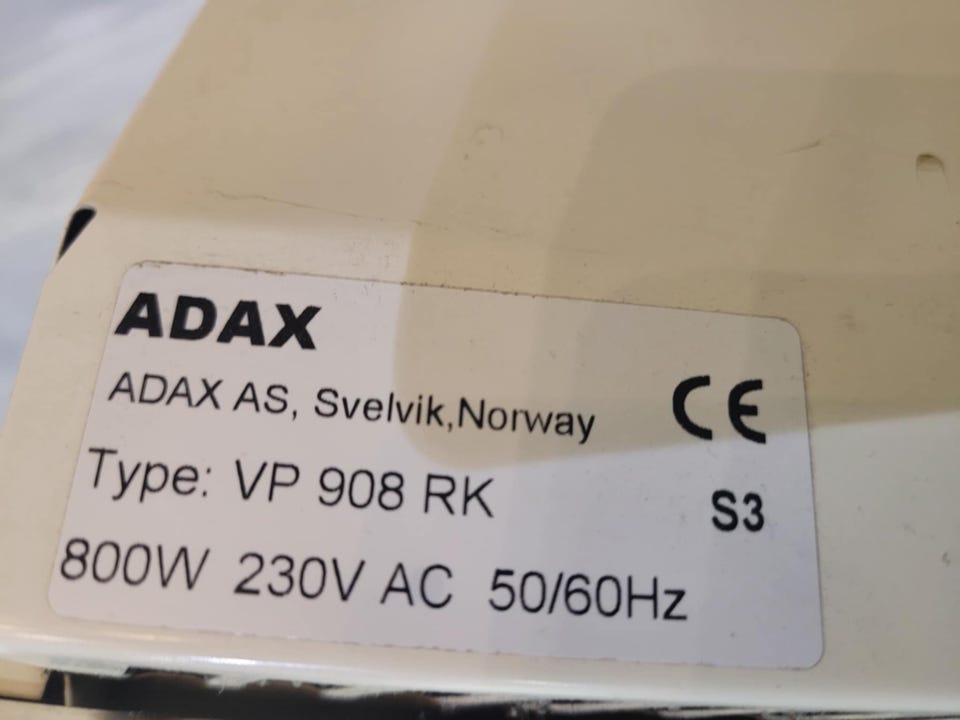 ADAX
ADAX AS, Svelvik,Norway CE
Type: VP 908 RK S3
800W 230V AC 50/60Hz